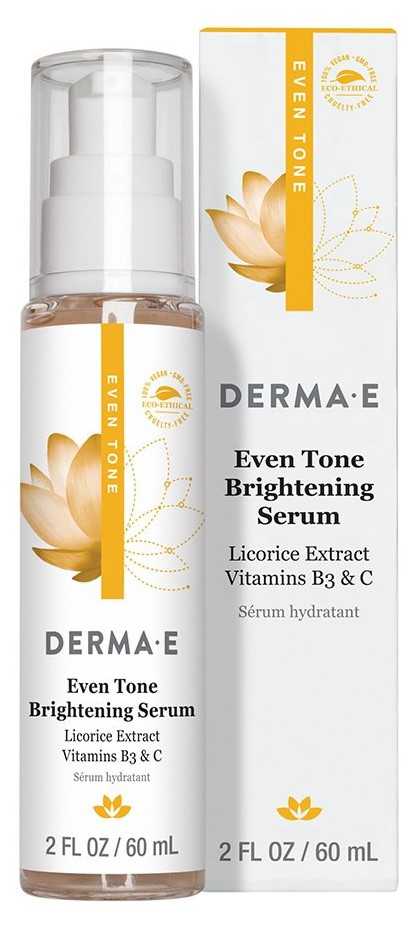 EVEN TONE
100% VEGAN • GMO-FREE
ECO-ETHICAL
CRUELTY-FREE
DERMA·E
Even Tone
Brightening Serum
Licorice Extract
Vitamins B3 & C
Sérum hydratant
2 FL OZ / 60 mL
EVEN TONE
100% VEGAN • GMO-FREE
ECO-ETHICAL
CRUELTY-FREE
DERMA·E
Even Tone
Brightening
Serum
Licorice Extract
Vitamins B3 & C
Sérum hydratant
2 FL OZ / 60 mL